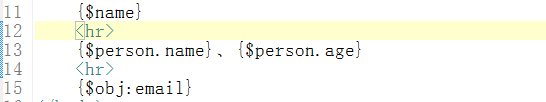 11 {$name}
12 <hr>
13 {$person.name}、{$person.age}
14 <hr>
15 {$obj:email}